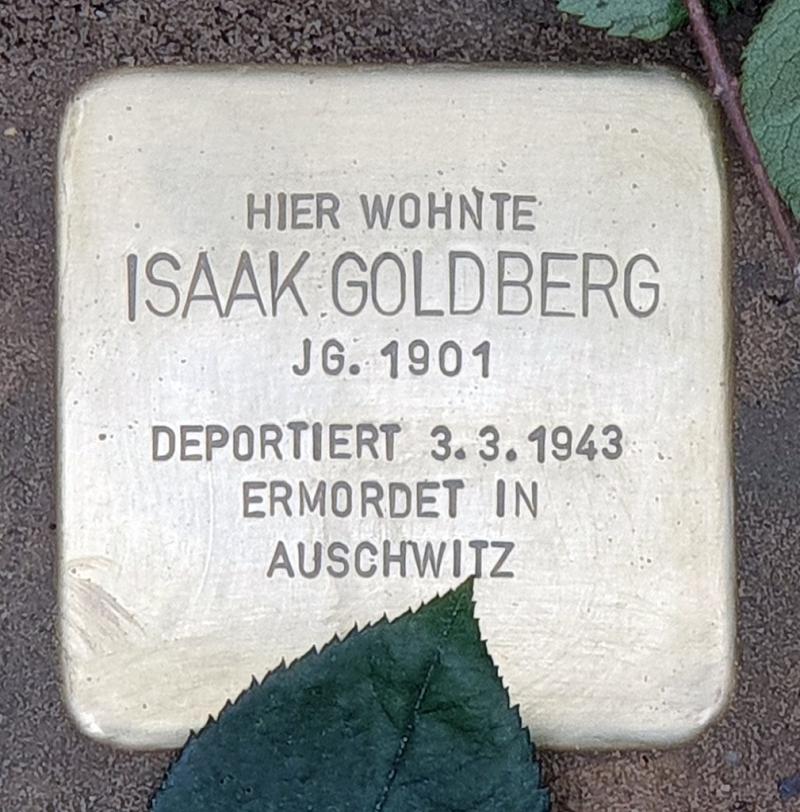 HIER WOHNTE
ISAAK GOLDBERG
JG. 1901
DEPORTIERT 3.3.1943
ERMORDET IN
AUSCHWITZ